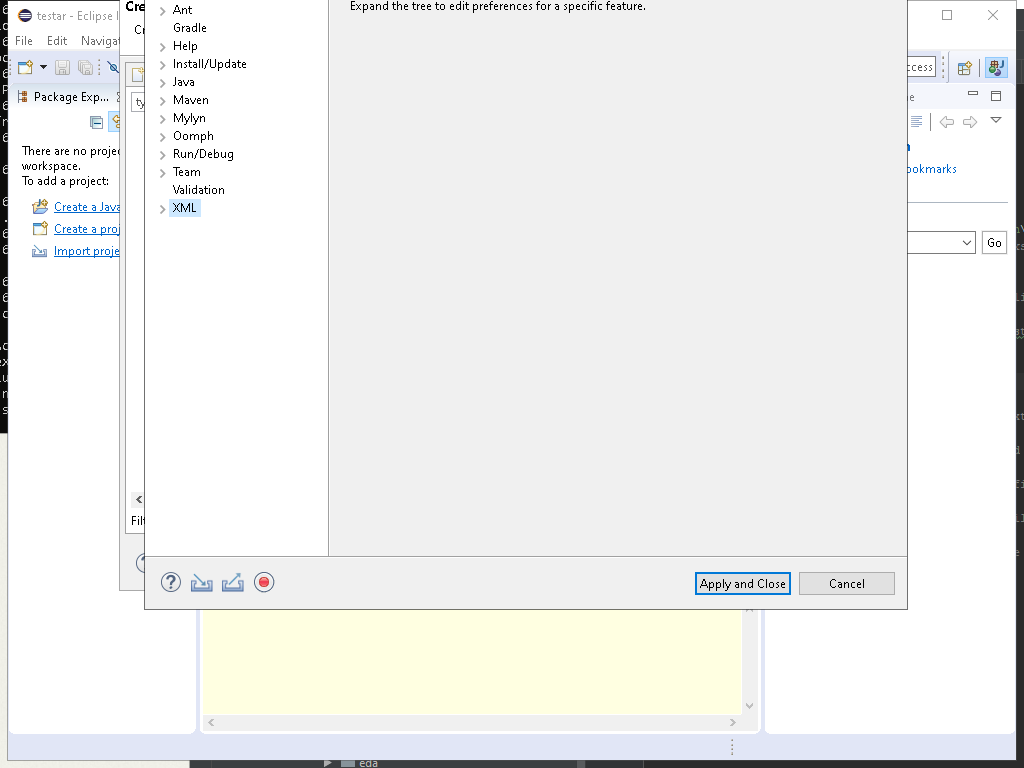 testar - Eclipse I
File Edit Navigat
Package Exp...
There are no projec
workspace.
To add a project:
Create a Java
Create a proj
Import proje
Cre
Cr
ty
Filt
Ant
Gradle
Help
Install/Update
Java
Maven
Mylyn
Oomph
Run/Debug
Team
Validation
XML
Expand the tree to edit preferences for a specific feature.
Apply and Close
Cancel
ccess
ookmarks
Go
eda